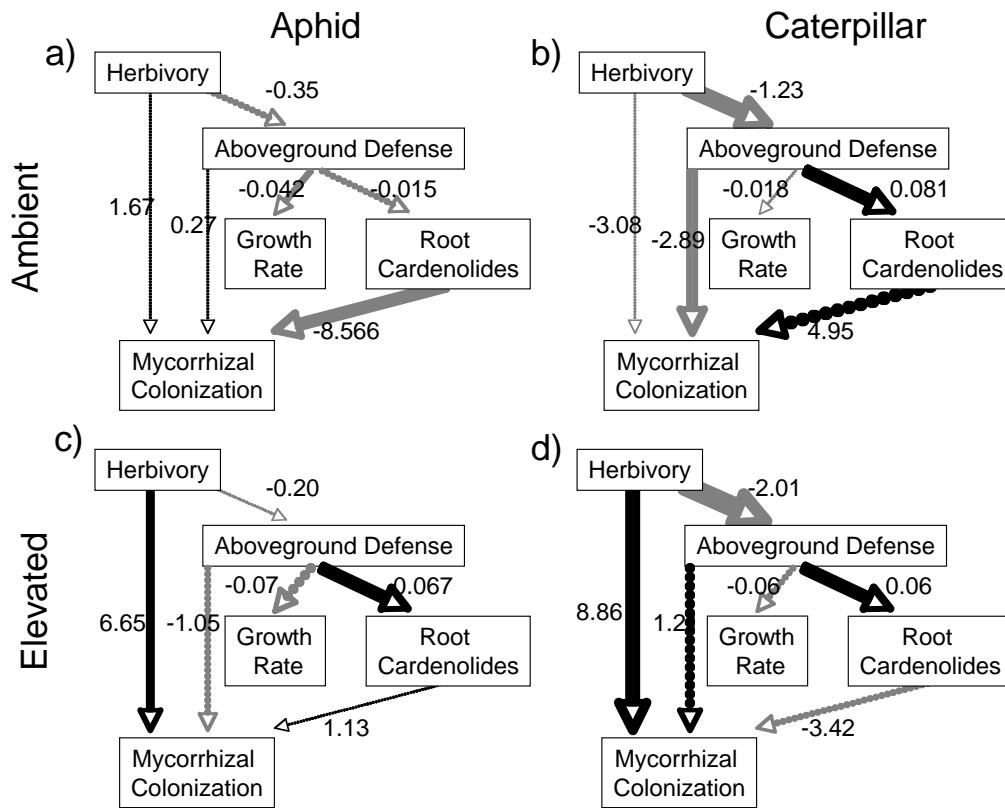 Aphid
Caterpillar
Ambient
Elevated
a)
Herbivory
-0.35
Aboveground Defense
-0.042
-0.015
1.67
0.27
Growth
Rate
Root
Cardenolides
-8.566
Mycorrhizal
Colonization
b)
Herbivory
-1.23
Aboveground Defense
-0.018
0.081
-3.08
-2.89
Growth
Rate
Root
Cardenolides
4.95
Mycorrhizal
Colonization
c)
Herbivory
-0.20
Aboveground Defense
-0.07
0.067
6.65
-1.05
Growth
Rate
Root
Cardenolides
1.13
Mycorrhizal
Colonization
d)
Herbivory
-2.01
Aboveground Defense
-0.06
0.06
8.86
1.2
Growth
Rate
Root
Cardenolides
-3.42
Mycorrhizal
Colonization